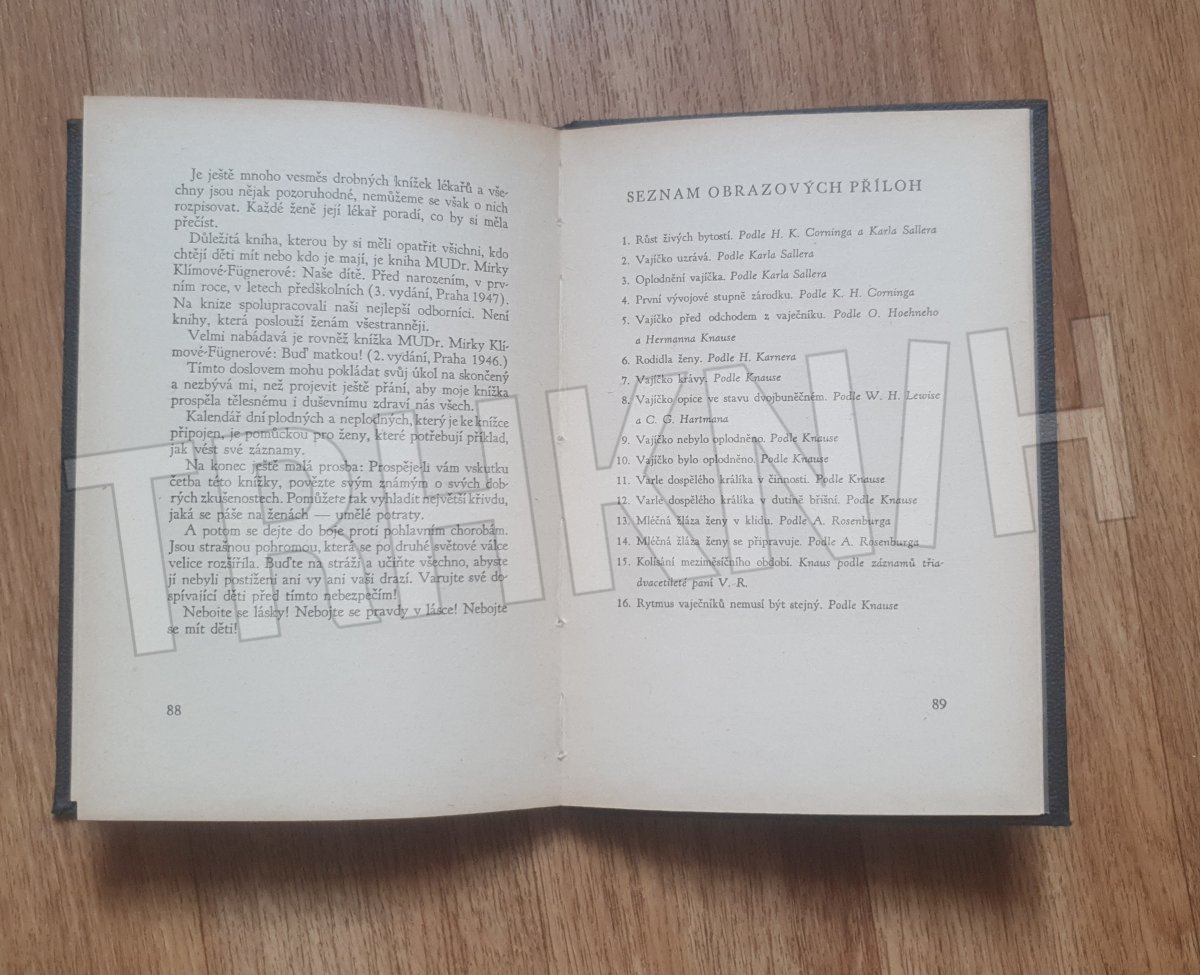 Je ještě mnoho vesměs drobných knížek lékařů a vše-
chny jsou nějak pozoruhodné, nemůžeme se však o nich
rozpisovat. Každé ženě její lékař poradí, co by si měla
přečíst.
Důležitá kniha, kterou by si měli opatřit všichni, kdo
chtějí děti mít nebo kdo je mají, je kniha MUDr. Mirky
Klímové-Fügnerové: Naše dítě. Před narozením, v prv-
ním roce, v letech předškolních (3. vydání, Praha 1947).
Na knize spolupracovali naši nejlepší odborníci. Není
knihy, která poslouží ženám všestranněji.
Velmi nabádavá je rovněž knížka MUDr. Mirky Klí-
mové-Fügnerové: Buď matkou! (2. vydání, Praha 1946.)
Tímto doslovem mohu pokládat svůj úkol na skončený
a nezbývá mi, než projevit ještě přání, aby moje knížka
prospěla tělesnému i duševnímu zdraví nás všech.
Kalendář dní plodných a neplodných, který je ke knížce
připojen, je pomůckou pro ženy, které potřebují příklad,
jak vést své záznamy.
Na konec ještě malá prosba: Prospěje-li vám vskutku
četba této knížky, povězte svým známým o svých dob-
rých zkušenostech. Pomůžete tak vyhladit největší křivdu,
jaká se páše na ženách — umělé potraty.
A potom se dejte do boje proti pohlavním chorobám.
Jsou strašnou pohromou, která se po druhé světové válce
velice rozšířila. Buďte na stráži a učiňte všechno, abyste
jí nebyli postiženi ani vy ani vaši drazí. Varujte své do-
spívající děti před tímto nebezpečím!
Nebojte se lásky! Nebojte se pravdy v lásce! Nebojte
se mít děti!
88
SEZNAM OBRAZOVÝCH PŘÍLOH
1. Růst živých bytostí. Podle H. K. Corninga a Karla Sallera
2. Vajíčko uzrává. Podle Karla Sallera
3. Oplodnění vajíčka. Podle Karla Sallera
4. První vývojové stupně zárodku. Podle K. H. Corninga
5. Vajíčko před odchodem z vaječníku. Podle O. Hoehneho
a Hermanna Knause
6. Rodidla ženy. Podle H. Karnera
7. Vajíčko krávy. Podle Knause
8. Vajíčko opice ve stavu dvojbuněčném. Podle W. H. Lewise
a C. G. Hartmana
9. Vajíčko nebylo oplodněno. Podle Knause
10. Vajíčko bylo oplodněno. Podle Knause
11. Varle dospělého králíka v činnosti. Podle Knause
12. Varle dospělého králíka v dutině břišní. Podle Knause
13. Mléčná žláza ženy v klidu. Podle A. Rosenburga
14. Mléčná žláza ženy se připravuje. Podle A. Rosenburga
15. Kolísání meziměsíčního období. Knaus podle záznamů třia-
dvacetileté paní V. R.
16. Rytmus vaječníků nemusí být stejný. Podle Knause
89
TRHKNIH